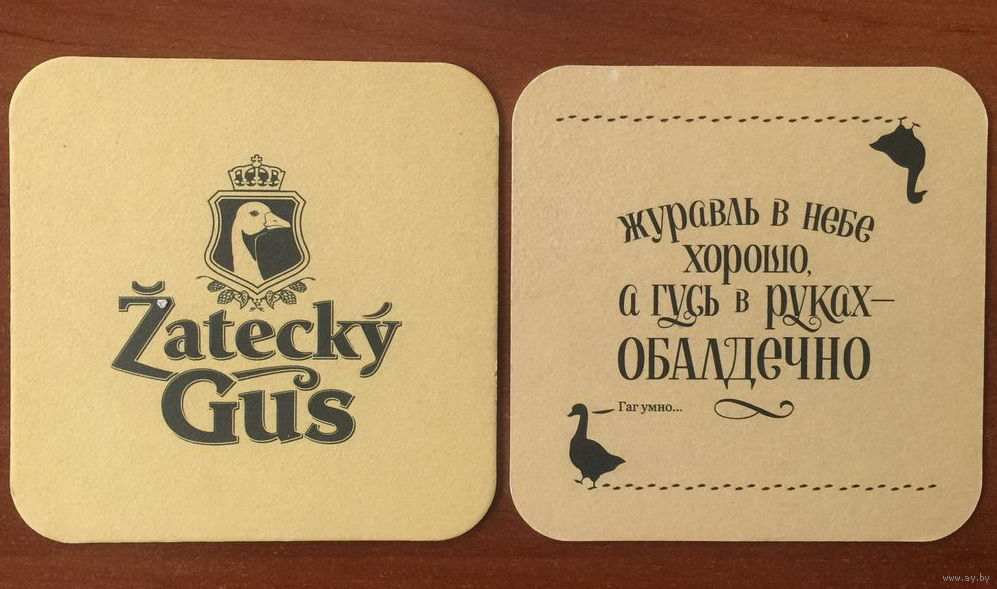 Žatecký
Gus
журавль в небе
хорошо,
а гусь в руках—
ОБАЛДЕЧНО
Гаг умно...
www.ay.by